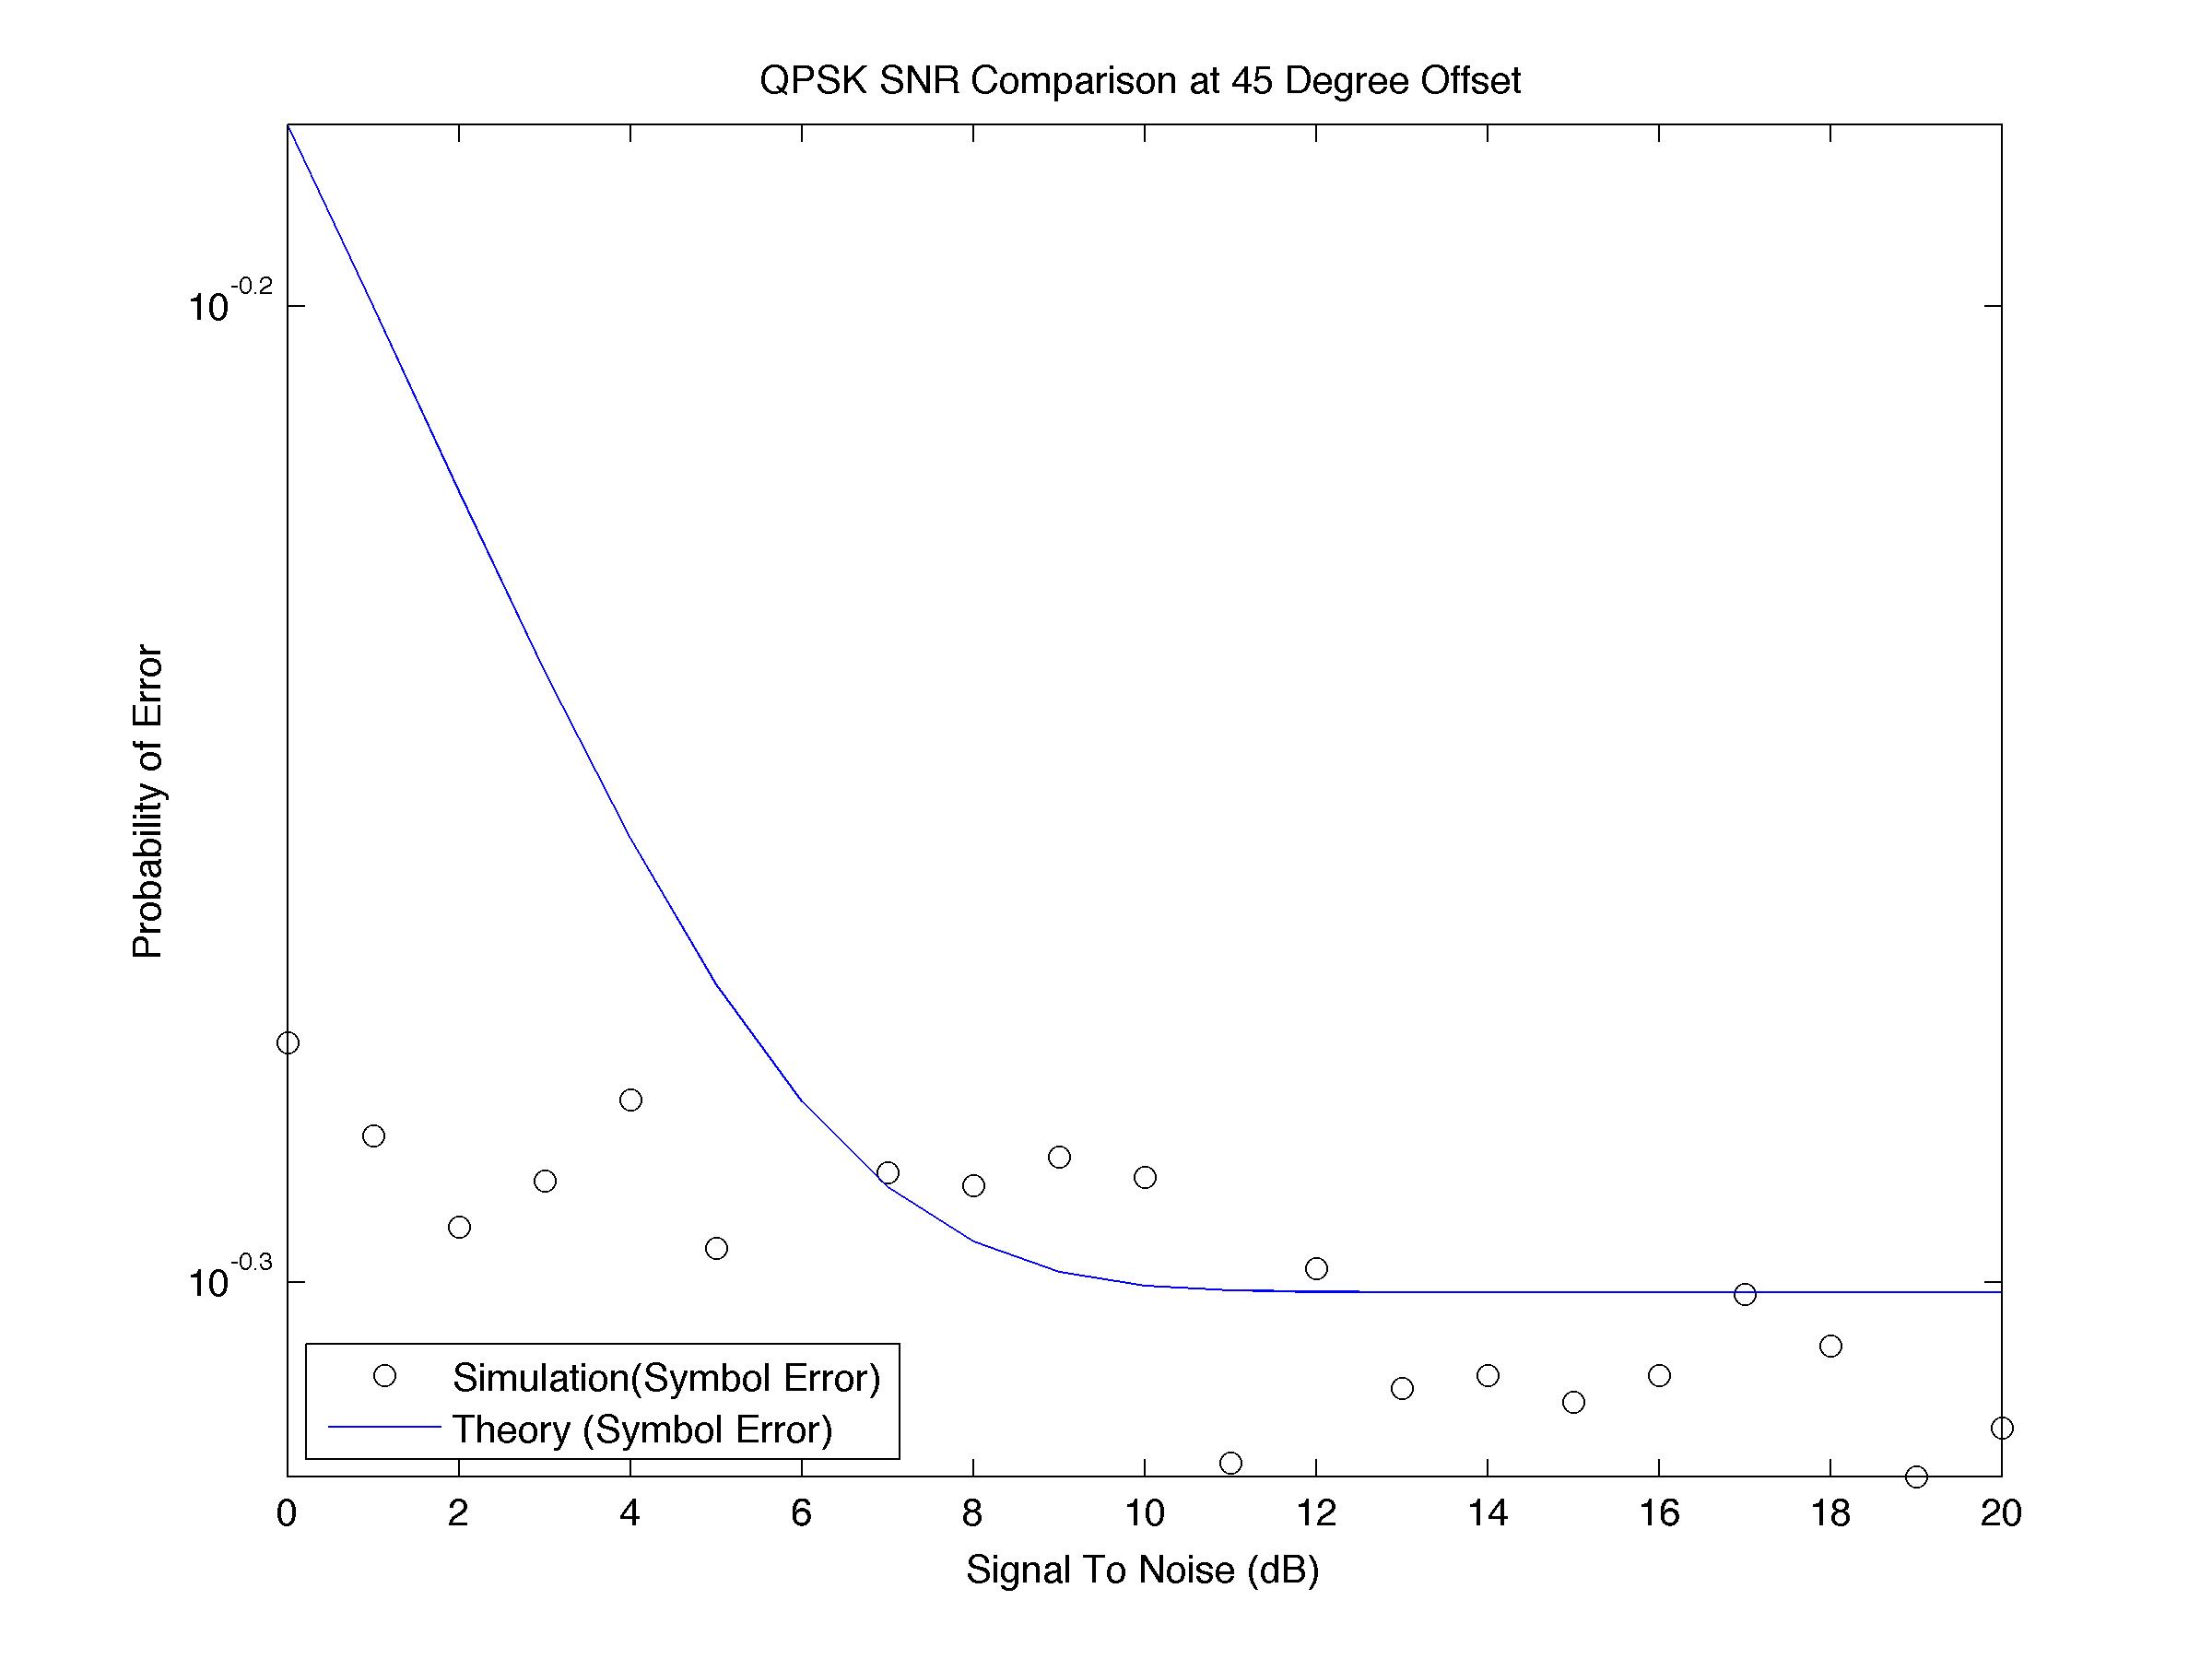 QPSK SNR Comparison at 45 Degree Offset
10^-0.2
Probability of Error
10^-0.3
Simulation(Symbol Error)
Theory (Symbol Error)
0 2 4 6 8 10 12 14 16 18 20
Signal To Noise (dB)